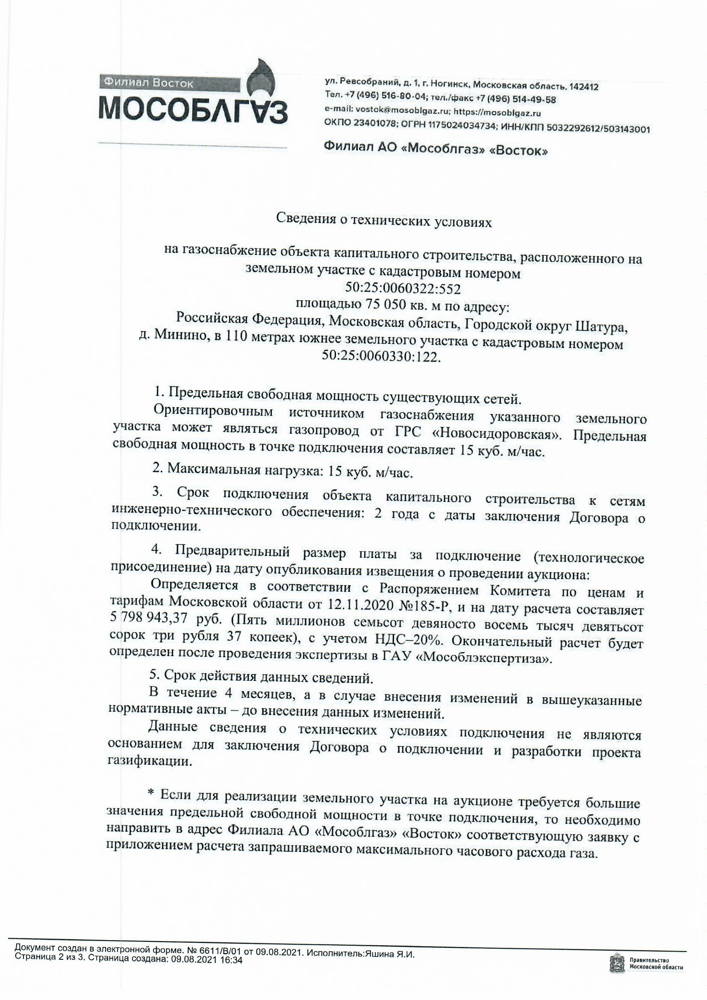 Филиал Восток
МОСОБЛГАЗ
ул. Ревсобраний, д. 1, г. Ногинск, Московская область, 142412
Тел. +7 (496) 516-80-04; тел./факс +7 (496) 514-49-58
e-mail: vostok@mosoblgaz.ru; https://mosoblgaz.ru
ОКПО 23401078; ОГРН 1175024034734; ИНН/КПП 5032292612/503143001
Филиал АО «Мособлгаз» «Восток»
Сведения о технических условиях
на газоснабжение объекта капитального строительства, расположенного на
земельном участке с кадастровым номером
50:25:0060322:552
площадью 75 050 кв. м по адресу:
Российская Федерация, Московская область, Городской округ Шатура,
д. Минино, в 110 метрах южнее земельного участка с кадастровым номером
50:25:0060330:122.
1. Предельная свободная мощность существующих сетей.
Ориентировочным источником газоснабжения указанного земельного
участка может являться газопровод от ГРС «Новосидоровская». Предельная
свободная мощность в точке подключения составляет 15 куб. м/час.
2. Максимальная нагрузка: 15 куб. м/час.
3. Срок подключения объекта капитального строительства к сетям
инженерно-технического обеспечения: 2 года с даты заключения Договора о
подключении.
4. Предварительный размер платы за подключение (технологическое
присоединение) на дату опубликования извещения о проведении аукциона:
Определяется в соответствии с Распоряжением Комитета по ценам и
тарифам Московской области от 12.11.2020 №185-Р, и на дату расчета составляет
5 798 943,37 руб. (Пять миллионов семьсот девяносто восемь тысяч девятьсот
сорок три рубля 37 копеек), с учетом НДС–20%. Окончательный расчет будет
определен после проведения экспертизы в ГАУ «Мособлэкспертиза».
5. Срок действия данных сведений.
В течение 4 месяцев, а в случае внесения изменений в вышеуказанные
нормативные акты – до внесения данных изменений.
Данные сведения о технических условиях подключения не являются
основанием для заключения Договора о подключении и разработки проекта
газификации.
* Если для реализации земельного участка на аукционе требуется большие
значения предельной свободной мощности в точке подключения, то необходимо
направить в адрес Филиала АО «Мособлгаз» «Восток» соответствующую заявку с
приложением расчета запрашиваемого максимального часового расхода газа.
Документ создан в электронной форме. № 6611/В/01 от 09.08.2021. Исполнитель:Яшина Я.И.
Страница 2 из 3. Страница создана: 09.08.2021 16:34
Правительство
Московской области